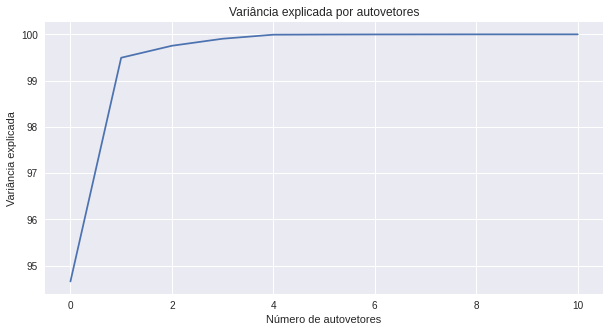 Variância explicada por autovetores
100
99
98
97
96
95
Variância explicada
0 2 4 6 8 10
Número de autovetores